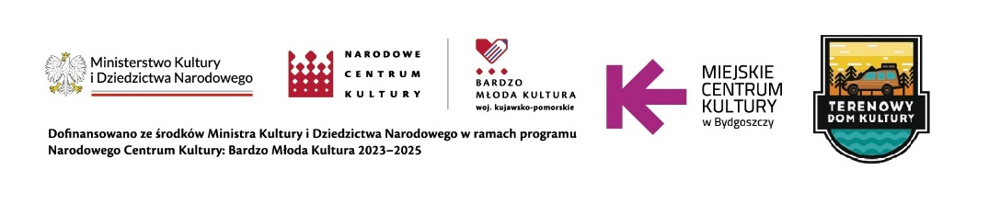 Ministerstwo Kultury
i Dziedzictwa Narodowego
NARODOWE
CENTRUM
KULTURY
BARDZO
MŁODA KULTURA
woj. kujawsko-pomorskie
MIEJSKIE
CENTRUM
KULTURY
w Bydgoszczy
TERENOWY
DOM KULTURY
Dofinansowano ze środków Ministra Kultury i Dziedzictwa Narodowego w ramach programu
Narodowego Centrum Kultury: Bardzo Młoda Kultura 2023–2025